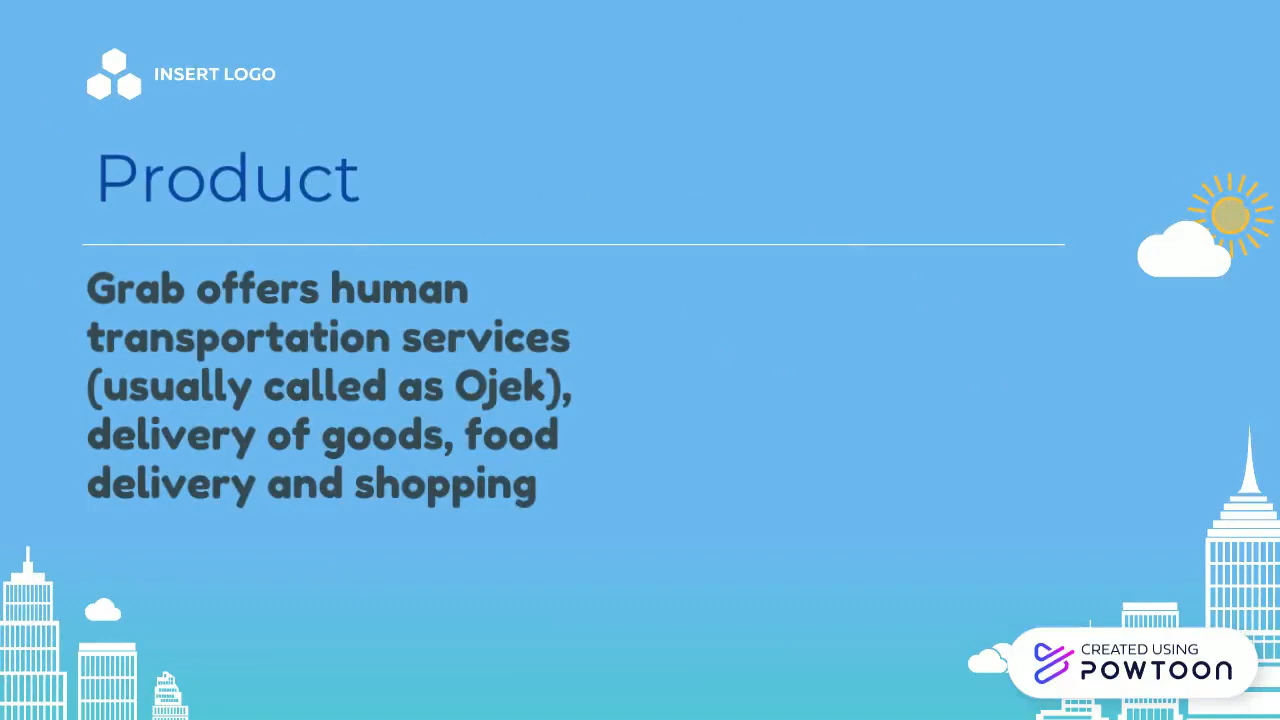 INSERT LOGO
Product
Grab offers human
transportation services
(usually called as Ojek),
delivery of goods, food
delivery and shopping
CREATED USING
POWTOON